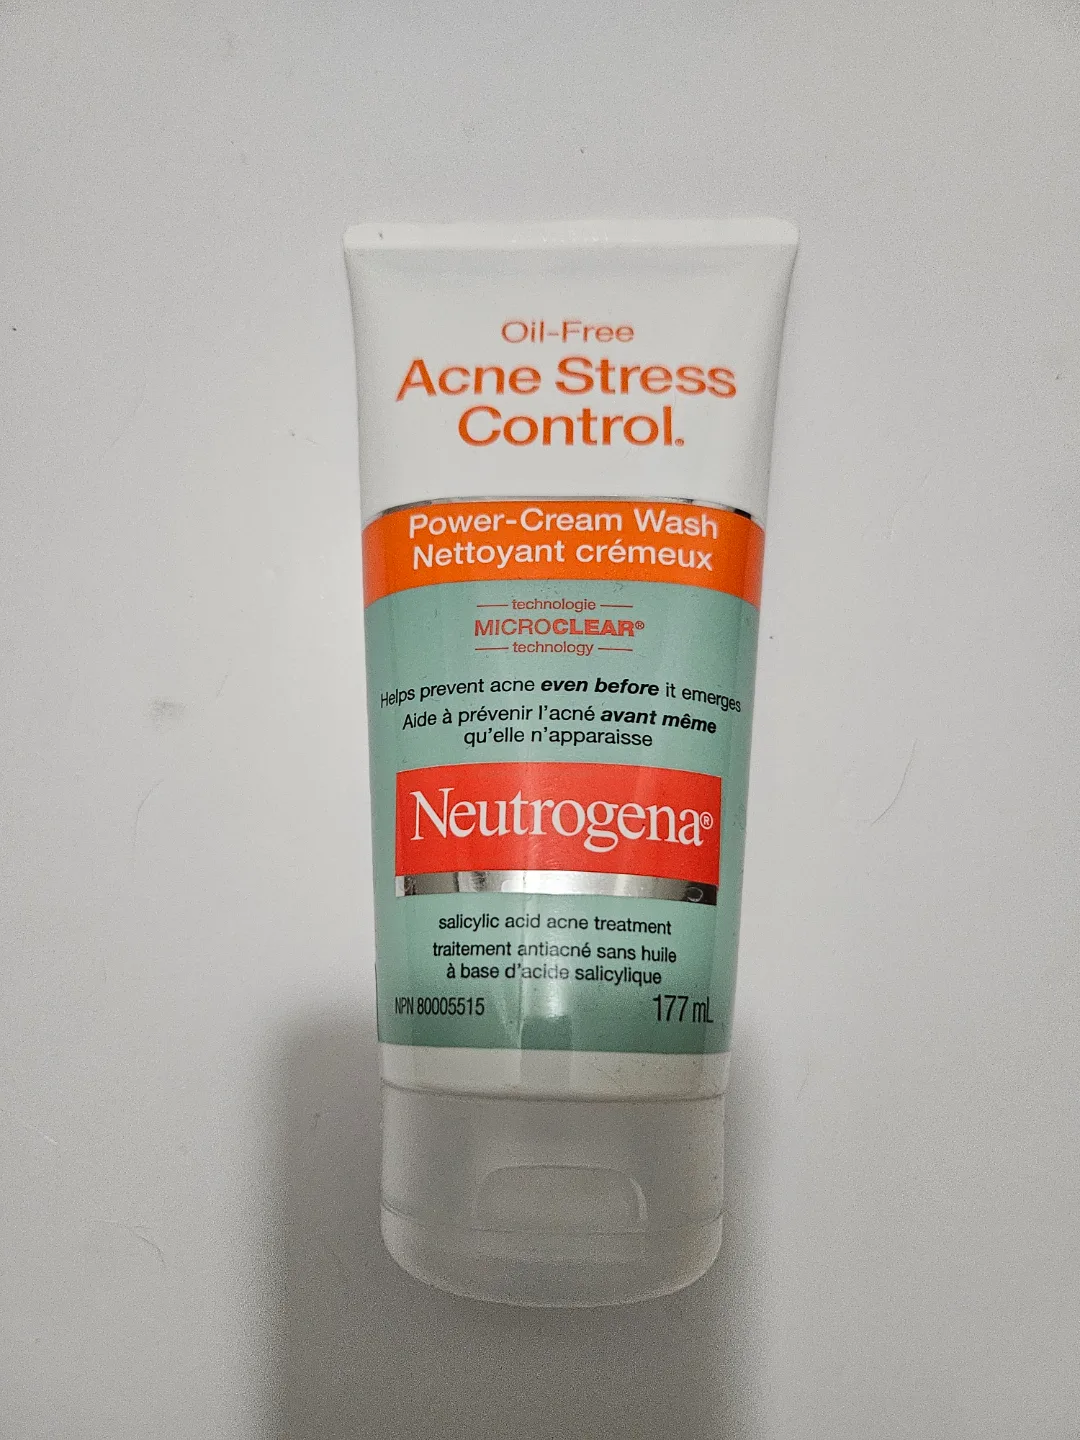 Oil-Free
Acne Stress
Control®
Power-Cream Wash
Nettoyant crémeux
technologie
MICROCLEAR®
technology
Helps prevent acne even before it emerges
Aide à prévenir l'acné avant même
qu'elle n'apparaisse
Neutrogena®
salicylic acid acne treatment
traitement antiacné sans huile
à base d'acide salicylique
NPN 80005515 177 mL